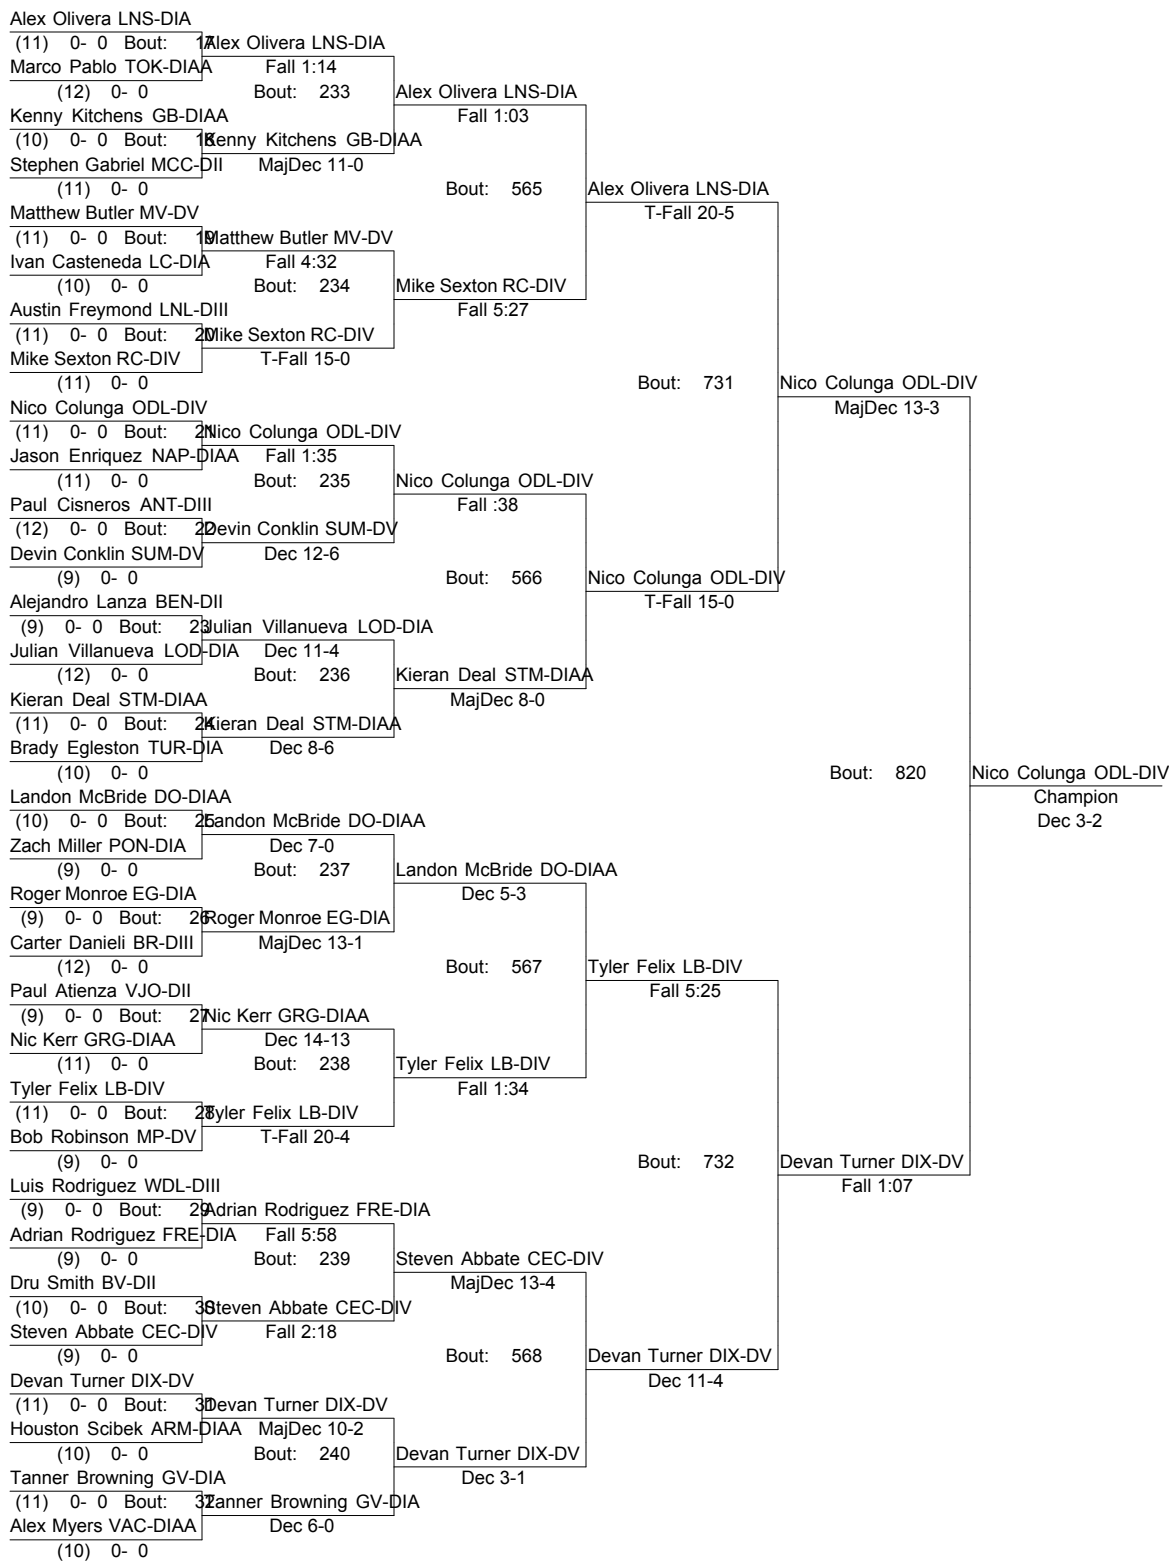 Alex Olivera LNS-DIA
(11) 0- 0 Bout: 17 Alex Olivera LNS-DIA
Marco Pablo TOK-DIAA Fall 1:14
(12) 0- 0 Bout: 233 Alex Olivera LNS-DIA
Kenny Kitchens GB-DIAA Fall 1:03
(10) 0- 0 Bout: 18 Kenny Kitchens GB-DIAA
Stephen Gabriel MCC-DII MajDec 11-0
(11) 0- 0 Bout: 565 Alex Olivera LNS-DIA
Matthew Butler MV-DV T-Fall 20-5
(11) 0- 0 Bout: 19 Matthew Butler MV-DV
Ivan Casteneda LC-DIA Fall 4:32
(10) 0- 0 Bout: 234 Mike Sexton RC-DIV
Austin Freymond LNL-DIII Fall 5:27
(11) 0- 0 Bout: 20 Mike Sexton RC-DIV
Mike Sexton RC-DIV T-Fall 15-0
(11) 0- 0 Bout: 731 Nico Colunga ODL-DIV
Nico Colunga ODL-DIV MajDec 13-3
(11) 0- 0 Bout: 21 Nico Colunga ODL-DIV
Jason Enriquez NAP-DIAA Fall 1:35
(11) 0- 0 Bout: 235 Nico Colunga ODL-DIV
Paul Cisneros ANT-DIII Fall :38
(12) 0- 0 Bout: 22 Devin Conklin SUM-DV
Devin Conklin SUM-DV Dec 12-6
(9) 0- 0 Bout: 566 Nico Colunga ODL-DIV
Alejandro Lanza BEN-DII T-Fall 15-0
(9) 0- 0 Bout: 23 Julian Villanueva LOD-DIA
Julian Villanueva LOD-DIA Dec 11-4
(12) 0- 0 Bout: 236 Kieran Deal STM-DIAA
Kieran Deal STM-DIAA MajDec 8-0
(11) 0- 0 Bout: 24 Kieran Deal STM-DIAA
Brady Egleston TUR-DIA Dec 8-6
(10) 0- 0 Bout: 820 Nico Colunga ODL-DIV
Landon McBride DO-DIAA Champion
(10) 0- 0 Bout: 25 Landon McBride DO-DIAA Dec 3-2
Zach Miller PON-DIA Dec 7-0
(9) 0- 0 Bout: 237 Landon McBride DO-DIAA
Roger Monroe EG-DIA Dec 5-3
(9) 0- 0 Bout: 26 Roger Monroe EG-DIA
Carter Danieli BR-DIII MajDec 13-1
(12) 0- 0 Bout: 567 Tyler Felix LB-DIV
Paul Atienza VJO-DII Fall 5:25
(9) 0- 0 Bout: 27 Nic Kerr GRG-DIAA
Nic Kerr GRG-DIAA Dec 14-13
(11) 0- 0 Bout: 238 Tyler Felix LB-DIV
Tyler Felix LB-DIV Fall 1:34
(11) 0- 0 Bout: 28 Tyler Felix LB-DIV
Bob Robinson MP-DV T-Fall 20-4
(9) 0- 0 Bout: 732 Devan Turner DIX-DV
Luis Rodriguez WDL-DIII Fall 1:07
(9) 0- 0 Bout: 29 Adrian Rodriguez FRE-DIA
Adrian Rodriguez FRE-DIA Fall 5:58
(9) 0- 0 Bout: 239 Steven Abbate CEC-DIV
Dru Smith BV-DII MajDec 13-4
(10) 0- 0 Bout: 30 Steven Abbate CEC-DIV
Steven Abbate CEC-DIV Fall 2:18
(9) 0- 0 Bout: 568 Devan Turner DIX-DV
Devan Turner DIX-DV Dec 11-4
(11) 0- 0 Bout: 31 Devan Turner DIX-DV
Houston Scibek ARM-DIAA MajDec 10-2
(10) 0- 0 Bout: 240 Devan Turner DIX-DV
Tanner Browning GV-DIA Dec 3-1
(11) 0- 0 Bout: 32 Tanner Browning GV-DIA
Alex Myers VAC-DIAA Dec 6-0
(10) 0- 0